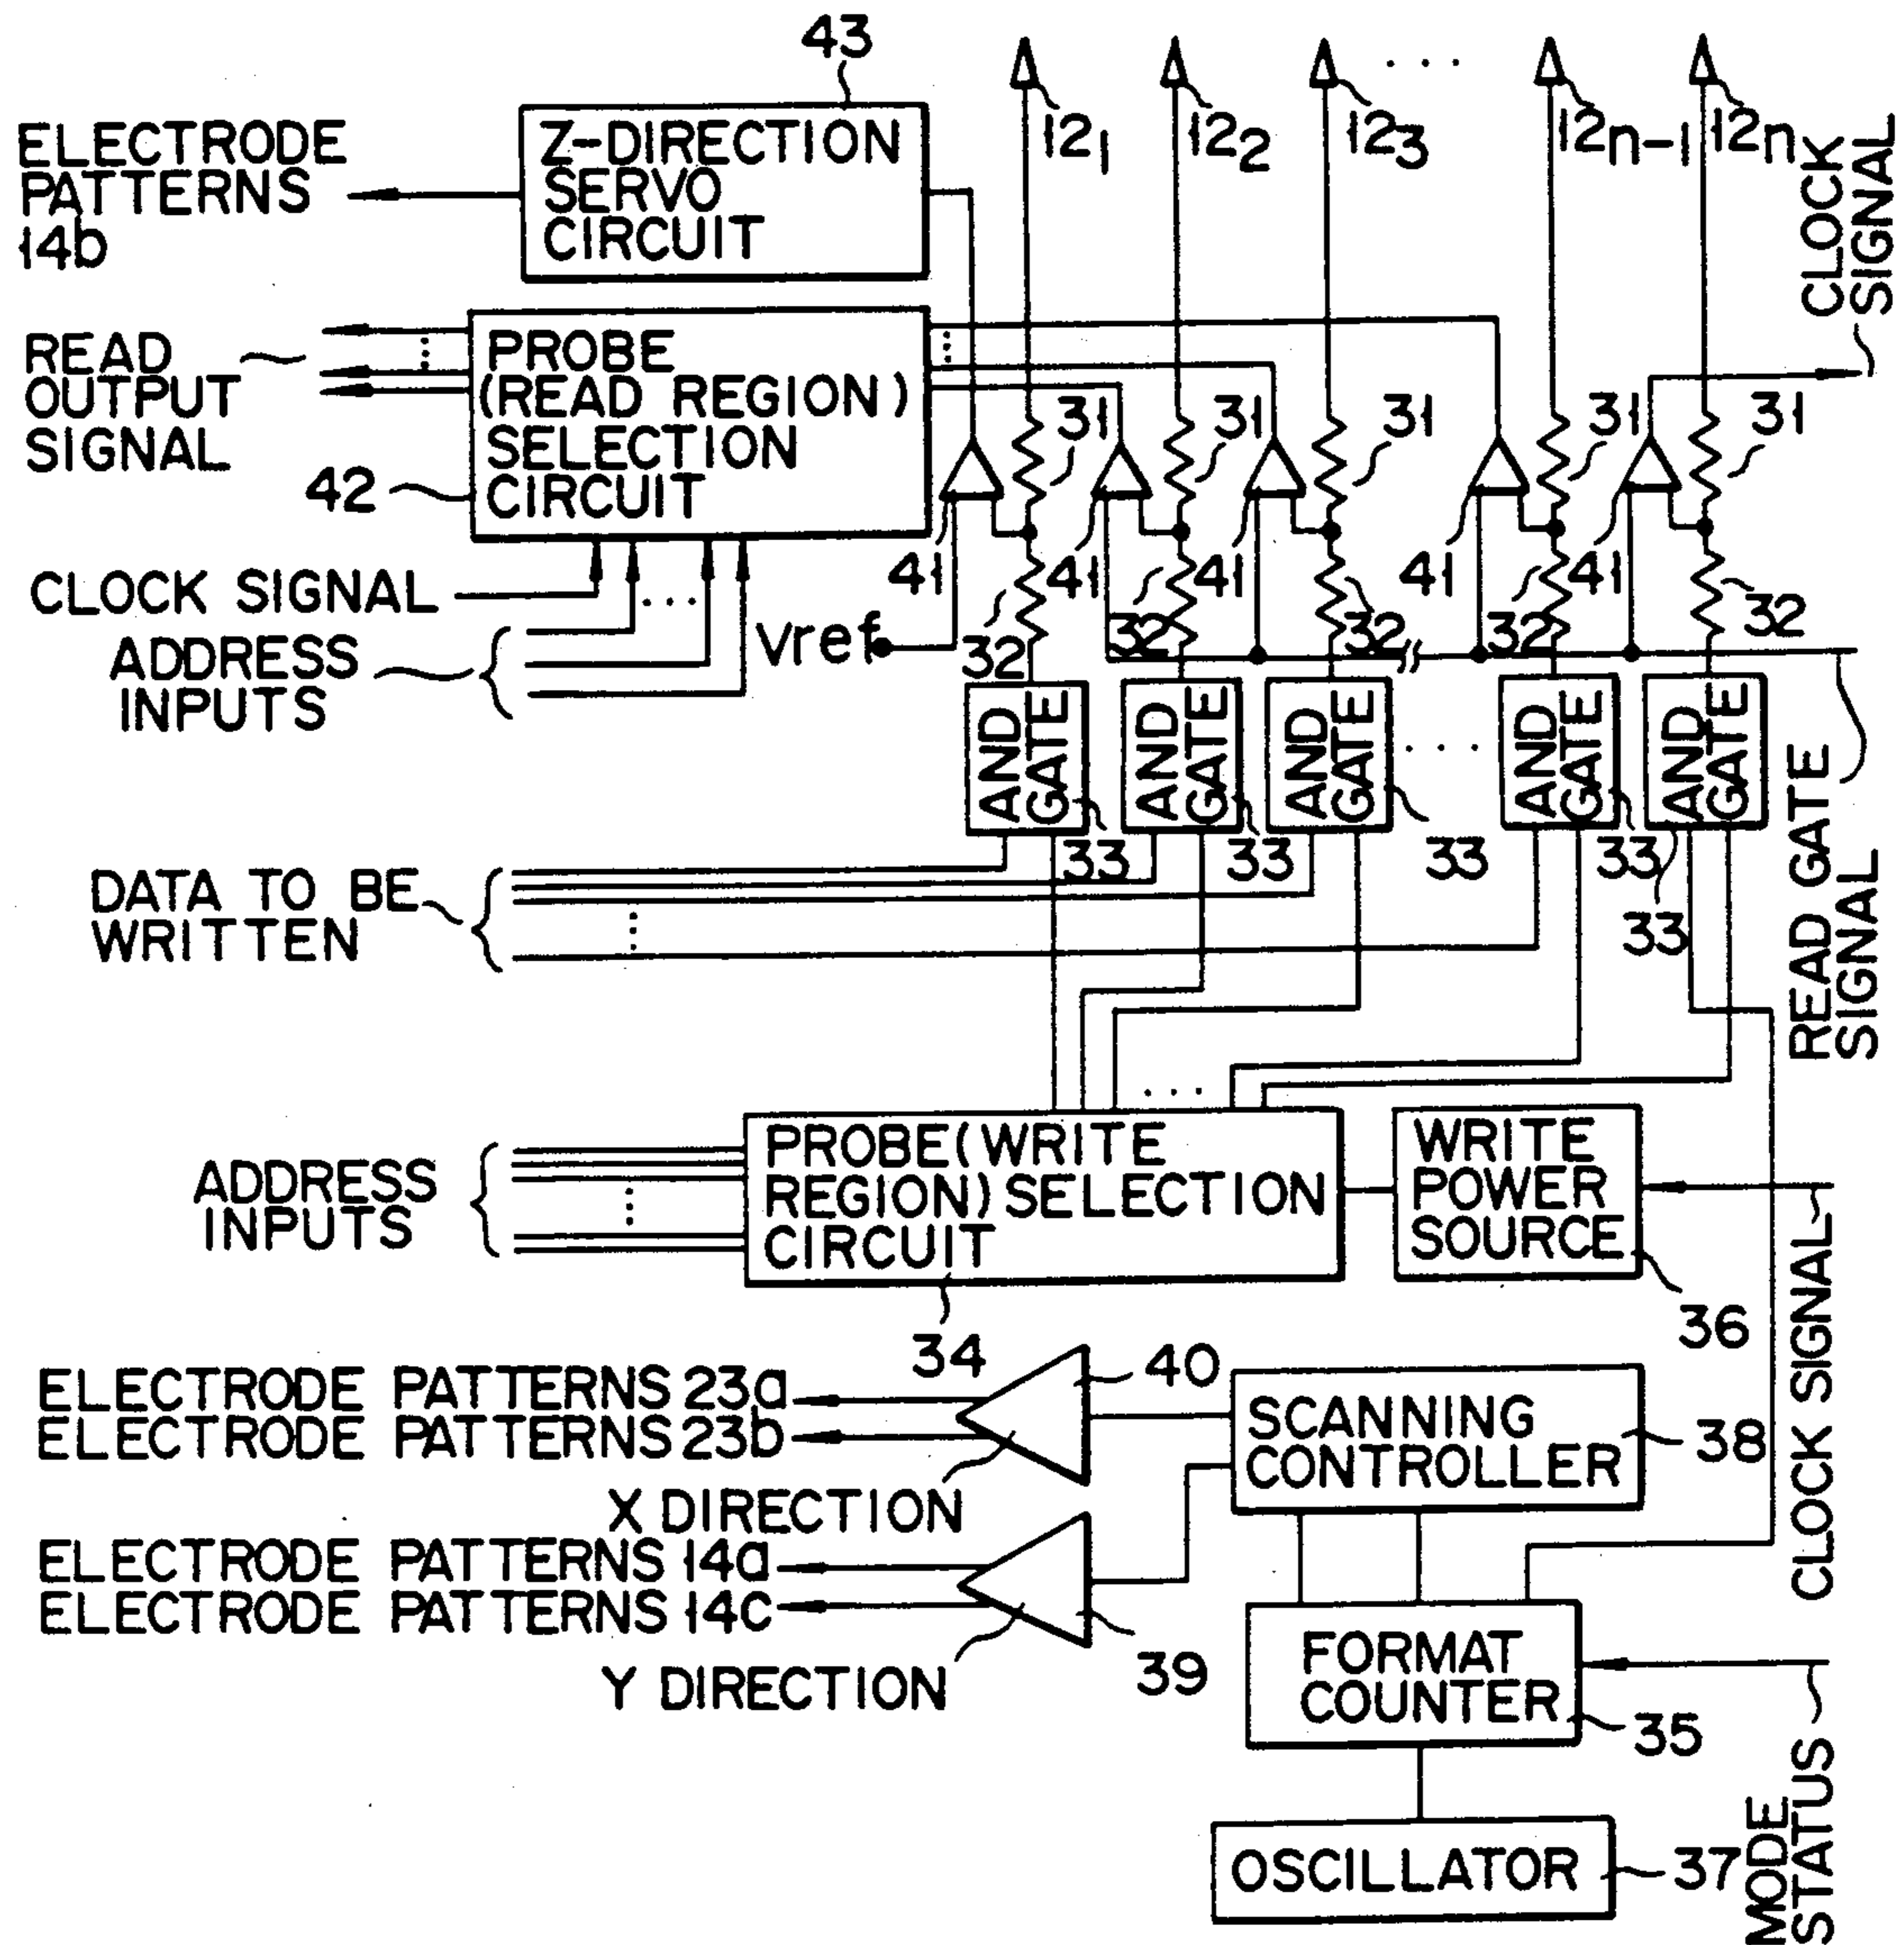 43
ELECTRODE
PATTERNS
14b
Z-DIRECTION
SERVO
CIRCUIT
12₁
12₂
12₃
...
12n-1
12n
CLOCK
SIGNAL
READ
OUTPUT
SIGNAL
PROBE
(READ REGION)
SELECTION
CIRCUIT
42
31
31
31
31
31
41
41
41
41
41
CLOCK SIGNAL
...
ADDRESS
INPUTS
Vref
32
32
32
32
32
AND
GATE
AND
GATE
AND
GATE
...
AND
GATE
AND
GATE
33
33
33
33
33
READ GATE
SIGNAL
DATA TO BE
WRITTEN
...
ADDRESS
INPUTS
PROBE(WRITE
REGION)SELECTION
CIRCUIT
34
WRITE
POWER
SOURCE
36
CLOCK SIGNAL
ELECTRODE PATTERNS 23a
ELECTRODE PATTERNS 23b
X DIRECTION
40
SCANNING
CONTROLLER
38
ELECTRODE PATTERNS 14a
ELECTRODE PATTERNS 14c
Y DIRECTION
39
FORMAT
COUNTER
35
MODE
STATUS
OSCILLATOR
37